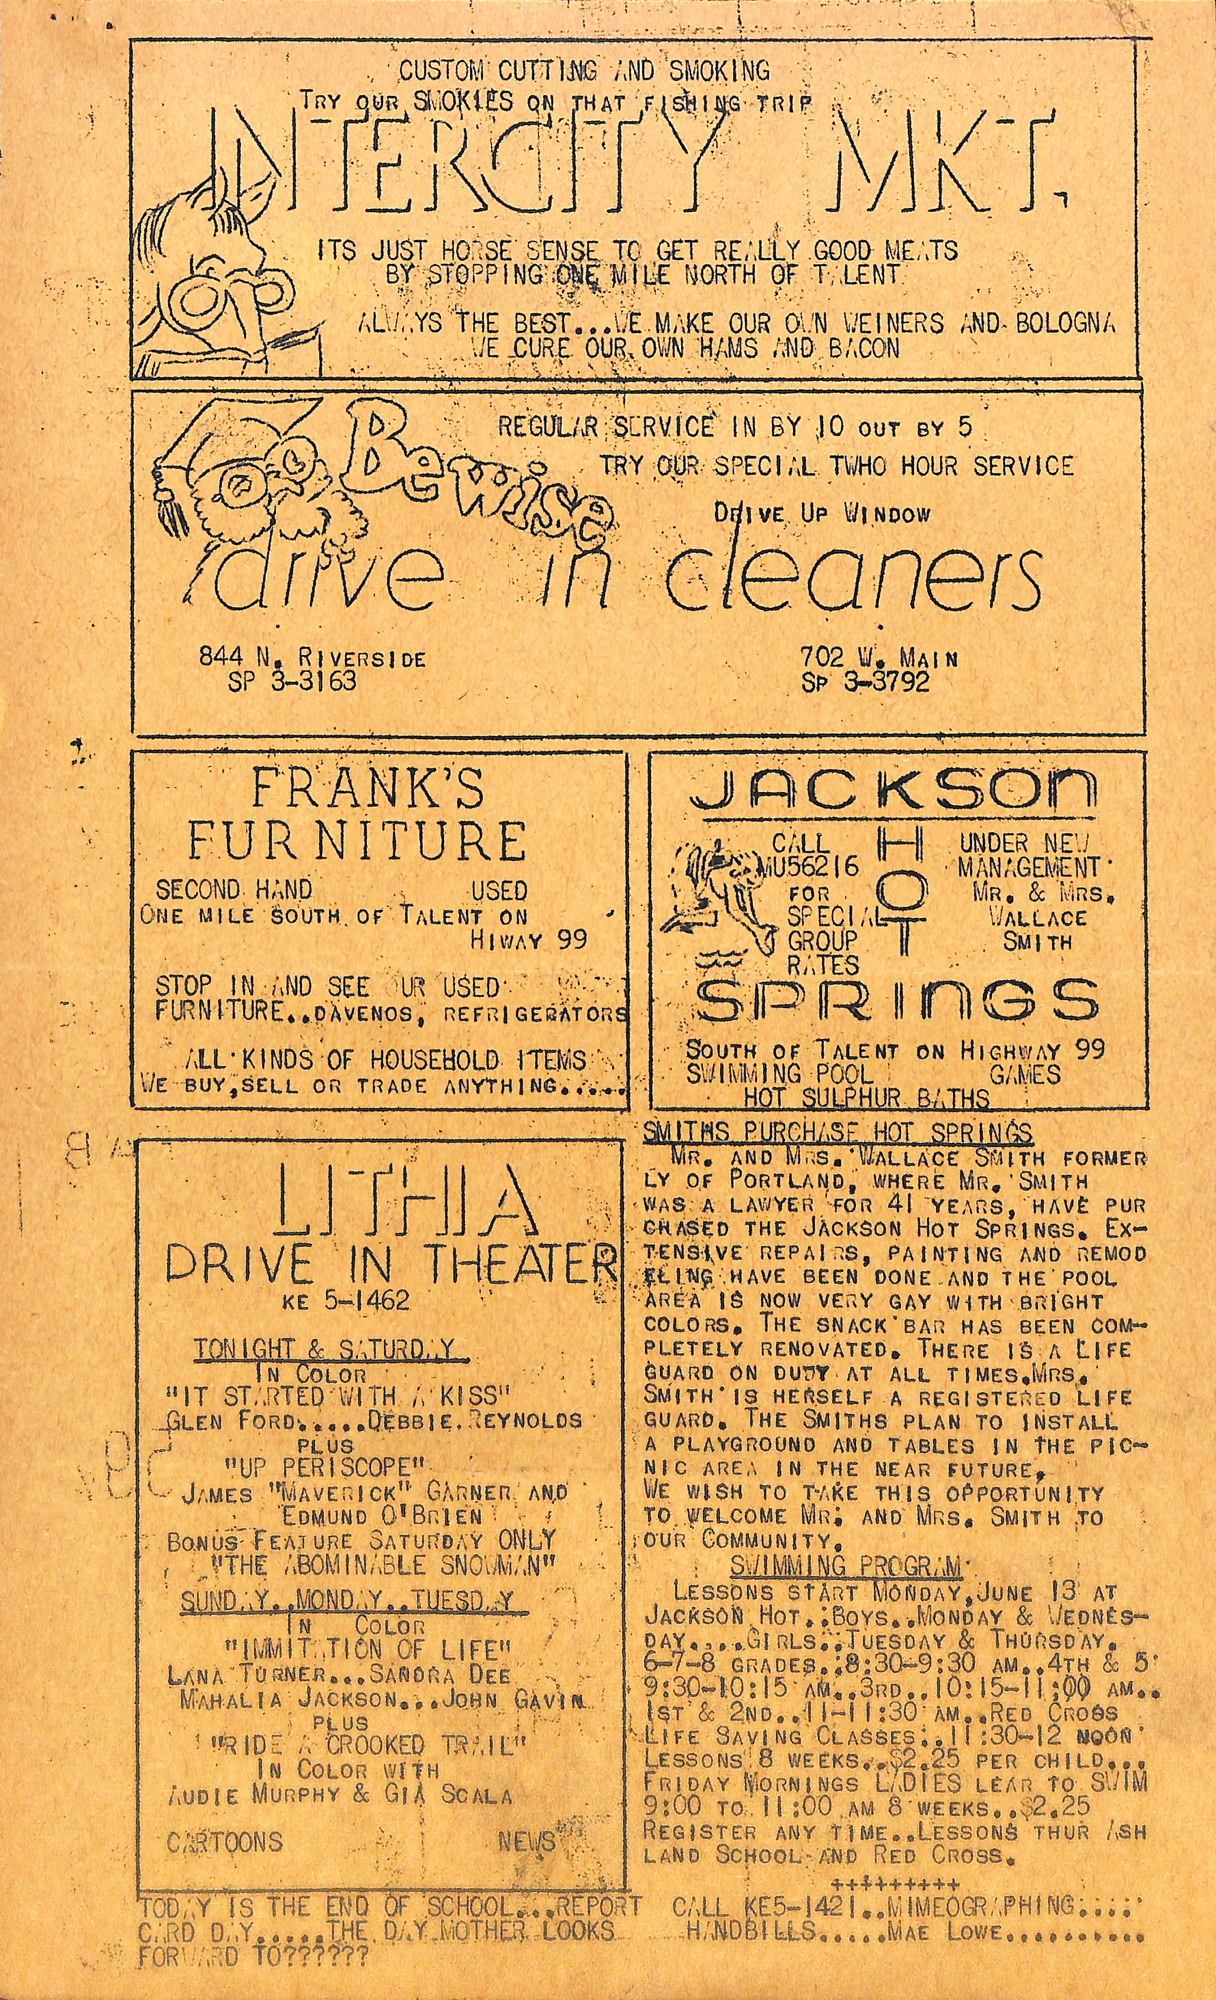 CUSTOM CUTTING AND SMOKING
TRY OUR SMOKIES ON THAT FISHING TRIP
INTERCITY MKT.
ITS JUST HORSE SENSE TO GET REALLY GOOD MEATS
BY STOPPING ONE MILE NORTH OF TALENT
ALWAYS THE BEST...WE MAKE OUR OWN WEINERS AND BOLOGNA
WE CURE OUR OWN HAMS AND BACON
Be wise
REGULAR SERVICE IN BY 10 OUT BY 5
TRY OUR SPECIAL TWHO HOUR SERVICE
DRIVE UP WINDOW
drive in cleaners
844 N. RIVERSIDE
SP 3-3163
702 W. MAIN
SP 3-3792
FRANK'S
FURNITURE
SECOND HAND USED
ONE MILE SOUTH OF TALENT ON
HIWAY 99
STOP IN AND SEE OUR USED
FURNITURE..DAVENOS, REFRIGERATORS
ALL KINDS OF HOUSEHOLD ITEMS
WE BUY,SELL OR TRADE ANYTHING.....
JACKSON
HOT
SPRINGS
CALL
MU56216
FOR
SPECIAL
GROUP
RATES
UNDER NEW
MANAGEMENT
MR. & MRS.
WALLACE
SMITH
SOUTH OF TALENT ON HIGHWAY 99
SWIMMING POOL GAMES
HOT SULPHUR BATHS
LITHIA
DRIVE IN THEATER
KE 5-1462
TONIGHT & SATURDAY
IN COLOR
"IT STARTED WITH A KISS"
GLEN FORD.....DEBBIE.REYNOLDS
PLUS
"UP PERISCOPE"
JAMES "MAVERICK" GARNER AND
EDMUND O'BRIEN
BONUS FEATURE SATURDAY ONLY
"THE ABOMINABLE SNOWMAN"
SUNDAY..MONDAY..TUESDAY
IN COLOR
"IMMITATION OF LIFE"
LANA TURNER...SANDRA DEE
MAHALIA JACKSON...JOHN GAVIN
PLUS
"RIDE A CROOKED TRAIL"
IN COLOR WITH
AUDIE MURPHY & GIA SCALA
CARTOONS NEWS
SMITHS PURCHASE HOT SPRINGS
MR. AND MRS. WALLACE SMITH FORMER
LY OF PORTLAND, WHERE MR. SMITH
WAS A LAWYER FOR 41 YEARS, HAVE PUR
CHASED THE JACKSON HOT SPRINGS. EX-
TENSIVE REPAIRS, PAINTING AND REMOD
ELING HAVE BEEN DONE AND THE POOL
AREA IS NOW VERY GAY WITH BRIGHT
COLORS. THE SNACK BAR HAS BEEN COM-
PLETELY RENOVATED. THERE IS A LIFE
GUARD ON DUTY AT ALL TIMES.MRS.
SMITH IS HERSELF A REGISTERED LIFE
GUARD. THE SMITHS PLAN TO INSTALL
A PLAYGROUND AND TABLES IN THE PIC-
NIC AREA IN THE NEAR FUTURE.
WE WISH TO TAKE THIS OPPORTUNITY
TO WELCOME MR. AND MRS. SMITH TO
OUR COMMUNITY.
SWIMMING PROGRAM
LESSONS START MONDAY,JUNE 13 AT
JACKSON HOT..BOYS..MONDAY & WEDNES-
DAY....GIRLS..TUESDAY & THURSDAY.
6-7-8 GRADES..8:30-9:30 AM..4TH & 5
9:30-10:15 AM..3RD..10:15-11:00 AM..
1ST & 2ND..11-11:30 AM..RED CROSS
LIFE SAVING CLASSES..11:30-12 NOON
LESSONS 8 WEEKS..$2.25 PER CHILD...
FRIDAY MORNINGS LADIES LEAR TO SWIM
9:00 TO 11:00 AM 8 WEEKS..$2.25
REGISTER ANY TIME..LESSONS THUR ASH
LAND SCHOOL AND RED CROSS.
+++++++++
TODAY IS THE END OF SCHOOL...REPORT
CARD DAY.....THE DAY MOTHER LOOKS
FORWARD TO??????
CALL KE5-1421..MIMEOGRAPHING.....
HANDBILLS.....MAE LOWE..........